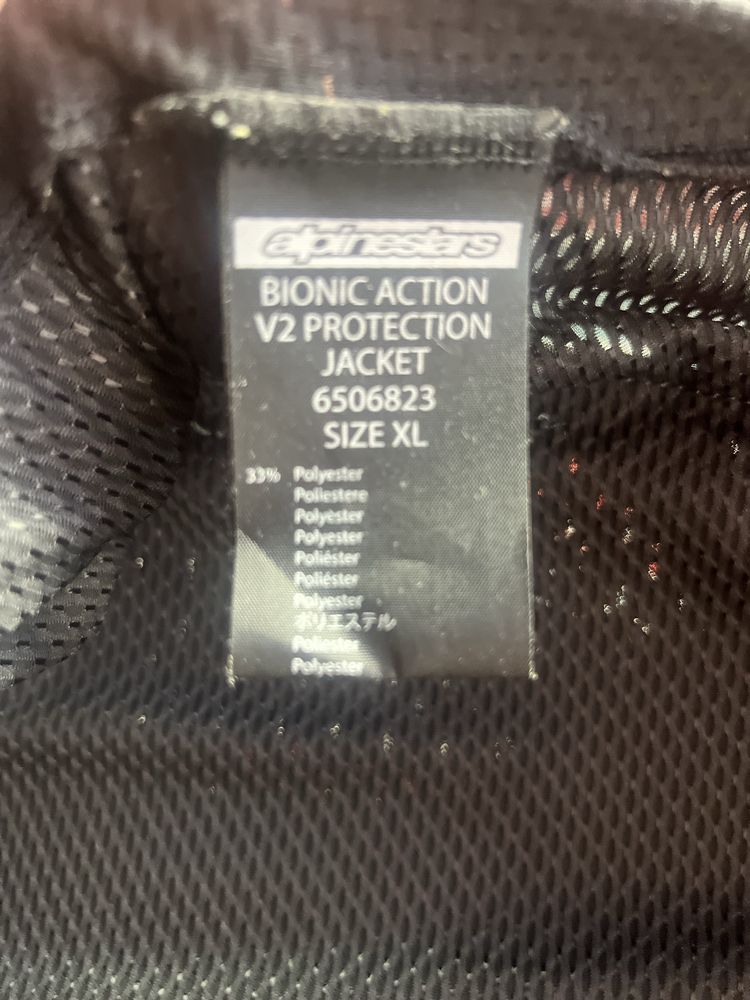 alpinestars
BIONIC ACTION
V2 PROTECTION
JACKET
6506823
SIZE XL
33% Polyester
Poliestere
Polyester
Polyester
Poliéster
Poliéster
Polyester
ポリエステル
Poliester
Polyester